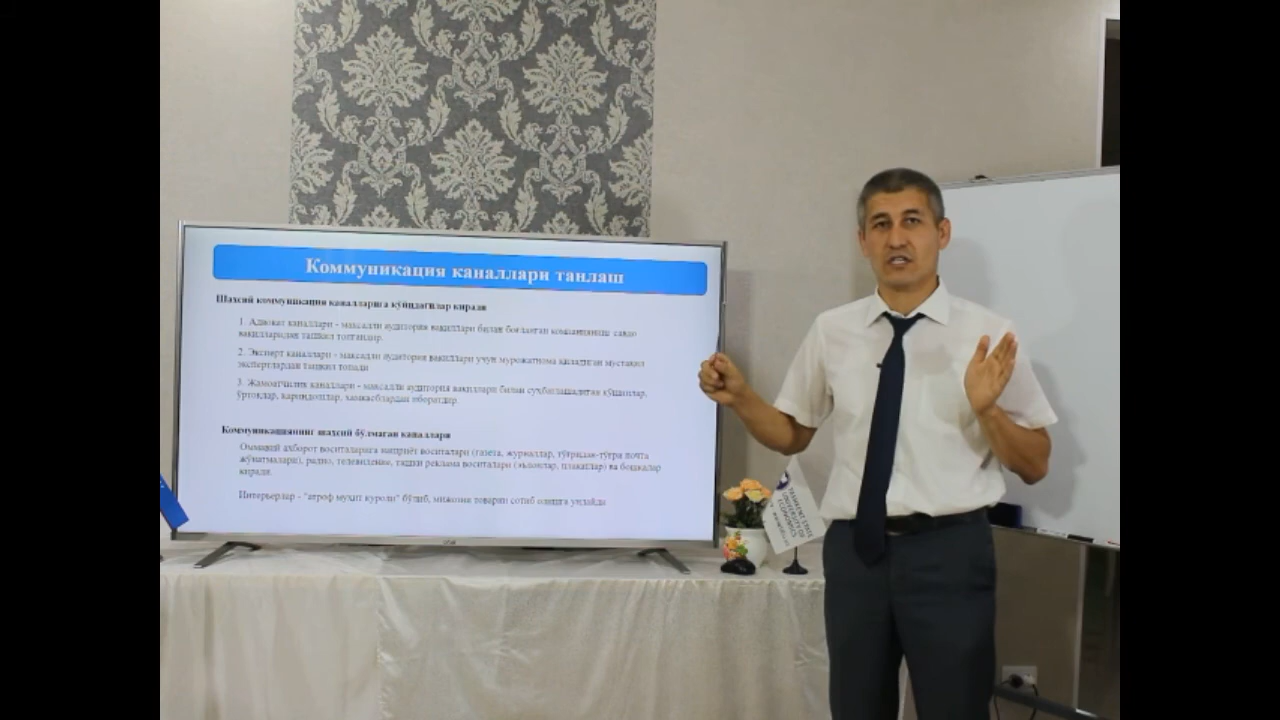 Коммуникация каналлари танлаш
Шахсий коммуникация каналларига қўйидагилар киради
1. Адвокат каналлари - мақсадли аудитория вакиллари билан боғланган компаниянинг савдо
вакилларидан ташкил топгандир.
2. Эксперт каналлари - мақсадли аудитория вакиллари учун мурожатнома қиладиган мустақил
экспертлардан ташкил топади
3. Жамоатчилик каналлари - мақсадли аудитория вакиллари билан суҳбатлашадиган қўшнилар,
ўртоқлар, қариндошлар, ҳамкасблардан иборатдир.
Коммуникациянинг шахсий бўлмаган каналлари
Оммавий ахборот воситаларига нашриёт воситалари (газета, журналлар, тўғридан-тўғри почта
жўнатмалари), радио, телевидение, ташқи реклама воситалари (эълонлар, плакатлар) ва бошқалар
киради.
Интерьерлар - "атроф муҳит қуроли" бўлиб, мижозни товарни сотиб олишга ундайди